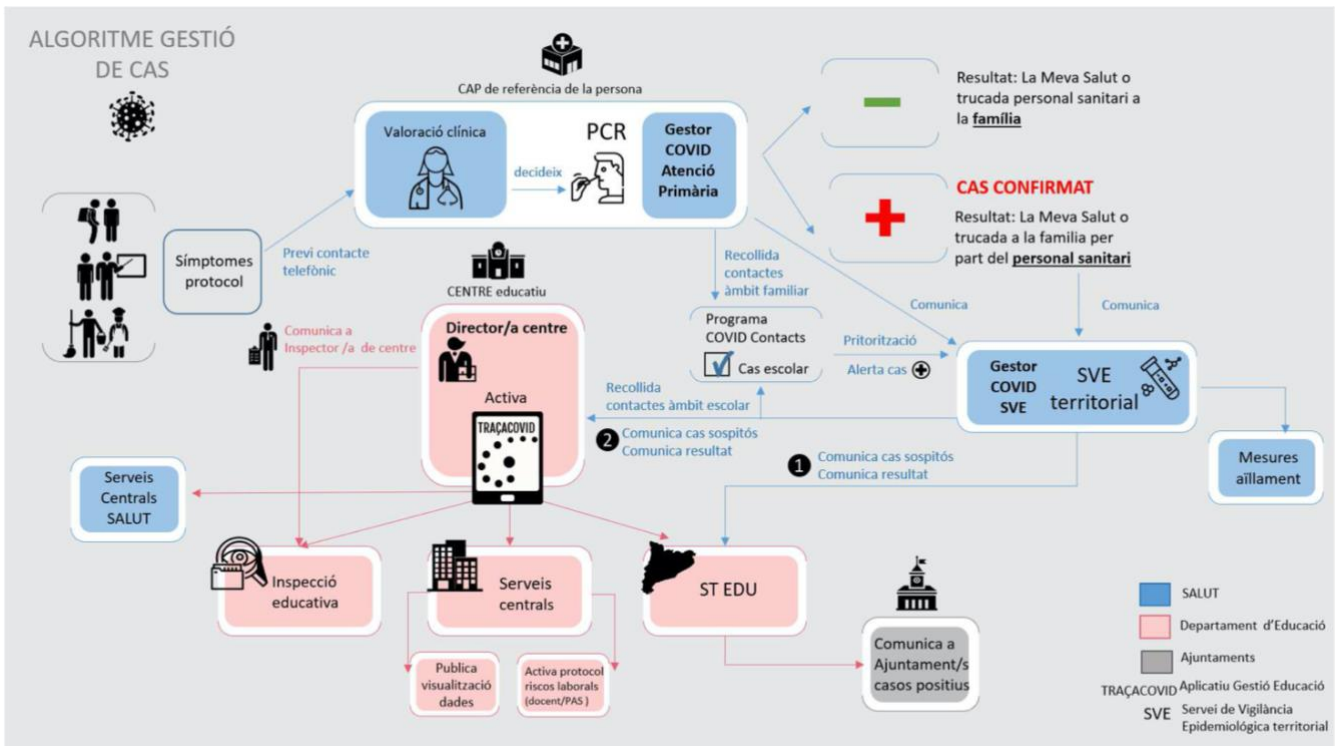 ALGORITME GESTIÓ
DE CAS
CAP de referència de la persona
Valoració clínica
decideix
PCR
Gestor
COVID
Atenció
Primària
Resultat: La Meva Salut o
trucada personal sanitari a
la família
CAS CONFIRMAT
Resultat: La Meva Salut o
trucada a la familia per
part del personal sanitari
Símptomes
protocol
Previ contacte
telefònic
CENTRE educatiu
Recollida
contactes
àmbit familiar
Comunica
Comunica
Comunica a
Inspector /a de centre
Director/a centre
Activa
TRAÇACOVID
Programa
COVID Contacts
Cas escolar
Pritorització
Alerta cas
Gestor
COVID
SVE
SVE
territorial
Recollida
contactes àmbit escolar
2 Comunica cas sospitós
Comunica resultat
1 Comunica cas sospitós
Comunica resultat
Mesures
aïllament
Serveis
Centrals
SALUT
Inspecció
educativa
Serveis
centrals
ST EDU
Publica
visualització
dades
Activa protocol
riscos laborals
(docent/PAS )
Comunica a
Ajuntament/s
casos positius
SALUT
Departament d'Educació
Ajuntaments
TRAÇACOVID Aplicatiu Gestió Educació
SVE Servei de Vigilància
Epidemiológica territorial